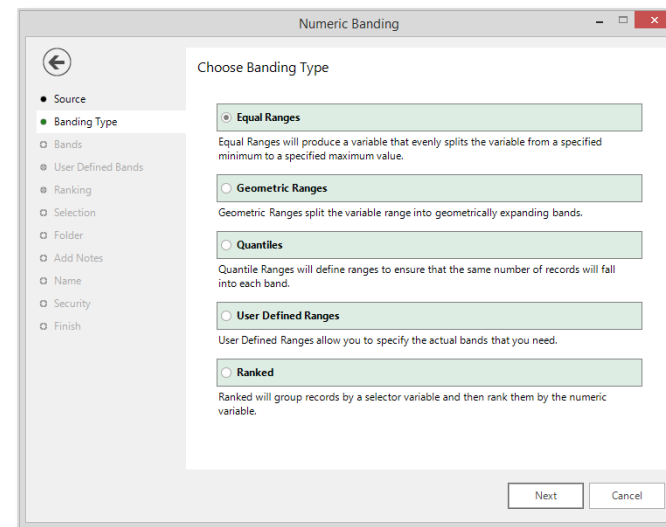 Numeric Banding
Choose Banding Type
Source
Banding Type
Bands
User Defined Bands
Ranking
Selection
Folder
Add Notes
Name
Security
Finish
Equal Ranges
Equal Ranges will produce a variable that evenly splits the variable from a specified
minimum to a specified maximum value.
Geometric Ranges
Geometric Ranges split the variable range into geometrically expanding bands.
Quantiles
Quantile Ranges will define ranges to ensure that the same number of records will fall
into each band.
User Defined Ranges
User Defined Ranges allow you to specify the actual bands that you need.
Ranked
Ranked will group records by a selector variable and then rank them by the numeric
variable.
Next
Cancel